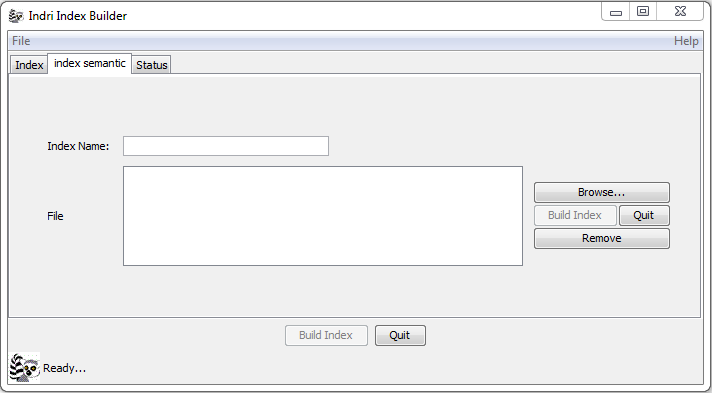 Indri Index Builder
File Help
Index index semantic Status
Index Name:
File
Browse...
Build Index Quit
Remove
Build Index Quit
Ready...